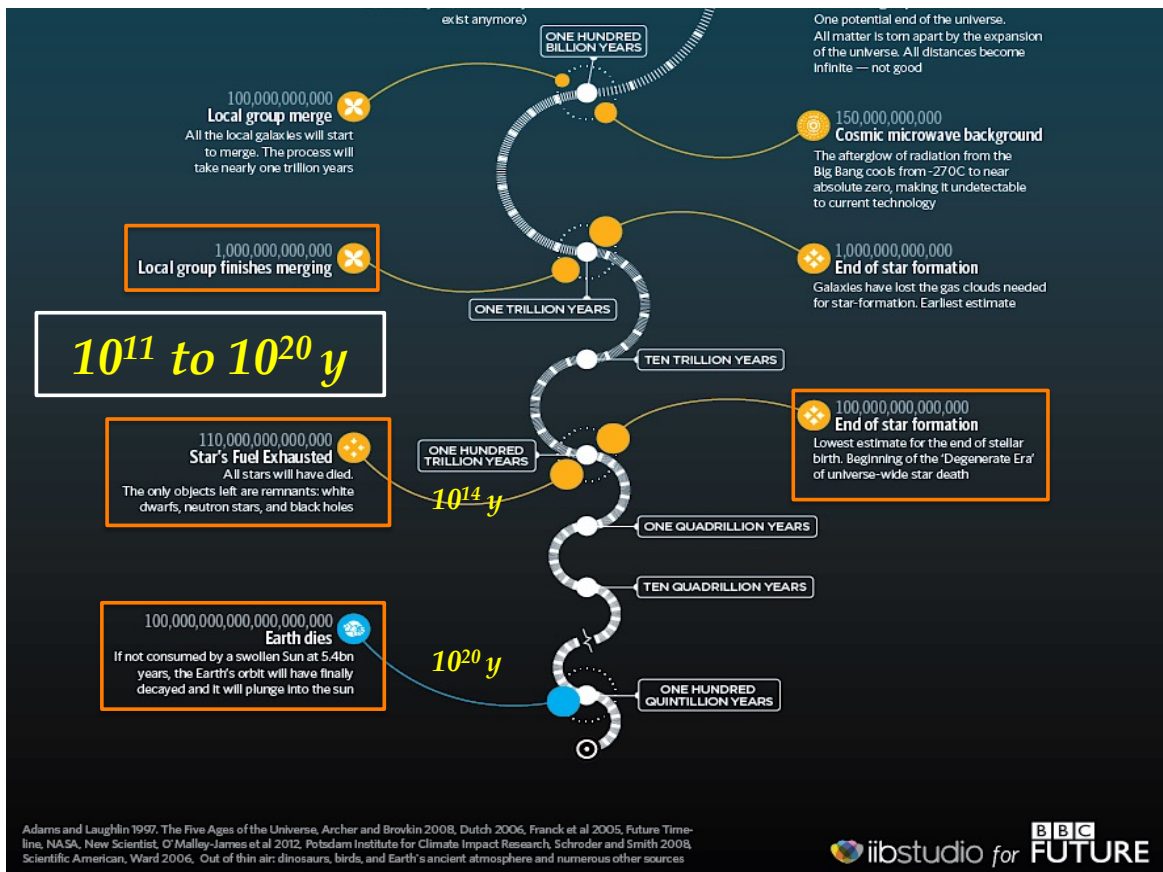 exist anymore)
ONE HUNDRED
BILLION YEARS
One potential end of the universe.
All matter is torn apart by the expansion
of the universe. All distances become
infinite — not good
100,000,000,000
Local group merge
All the local galaxies will start
to merge. The process will
take nearly one trillion years
150,000,000,000
Cosmic microwave background
The afterglow of radiation from the
Big Bang cools from -270C to near
absolute zero, making it undetectable
to current technology
1,000,000,000,000
Local group finishes merging
1,000,000,000,000
End of star formation
Galaxies have lost the gas clouds needed
for star-formation. Earliest estimate
ONE TRILLION YEARS
10¹¹ to 10²⁰ y
TEN TRILLION YEARS
100,000,000,000,000
End of star formation
Lowest estimate for the end of stellar
birth. Beginning of the ‘Degenerate Era’
of universe-wide star death
110,000,000,000,000
Star's Fuel Exhausted
All stars will have died.
The only objects left are remnants: white
dwarfs, neutron stars, and black holes
ONE HUNDRED
TRILLION YEARS
10¹⁴ y
ONE QUADRILLION YEARS
TEN QUADRILLION YEARS
100,000,000,000,000,000,000
Earth dies
If not consumed by a swollen Sun at 5.4bn
years, the Earth's orbit will have finally
decayed and it will plunge into the sun
10²⁰ y
ONE HUNDRED
QUINTILLION YEARS
Adams and Laughlin 1997. The Five Ages of the Universe, Archer and Brovkin 2008, Dutch 2006, Franck et al 2005, Future Time-
line, NASA, New Scientist, O'Malley-James et al 2012, Potsdam Institute for Climate Impact Research, Schroder and Smith 2008,
Scientific American, Ward 2006, Out of thin air: dinosaurs, birds, and Earth's ancient atmosphere and numerous other sources
iibstudio for BBC FUTURE